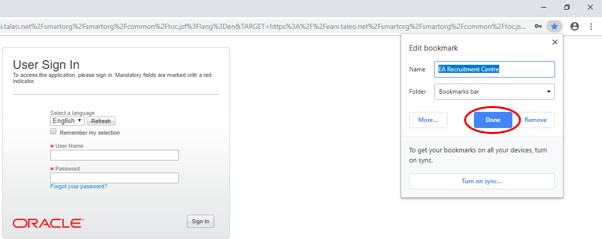 ni.taleo.net%2Fsmartorg%2Fsmartorg%2Fcommon%2Ftoc.jsf%3Flang%3Den&TARGET=https%3A%2F%2Feani.taleo.net%2Fsmartorg%2Fsmartorg%2Fcommon%2Ftoc.js...
User Sign In
To access the application, please sign in. Mandatory fields are marked with a red
indicator.
Select a language
English Refresh
Remember my selection
* User Name
* Password
Forgot your password?
ORACLE Sign In
Edit bookmark
Name EA Recruitment Centre
Folder Bookmarks bar
More... Done Remove
To get your bookmarks on all your devices, turn
on sync.
Turn on sync...